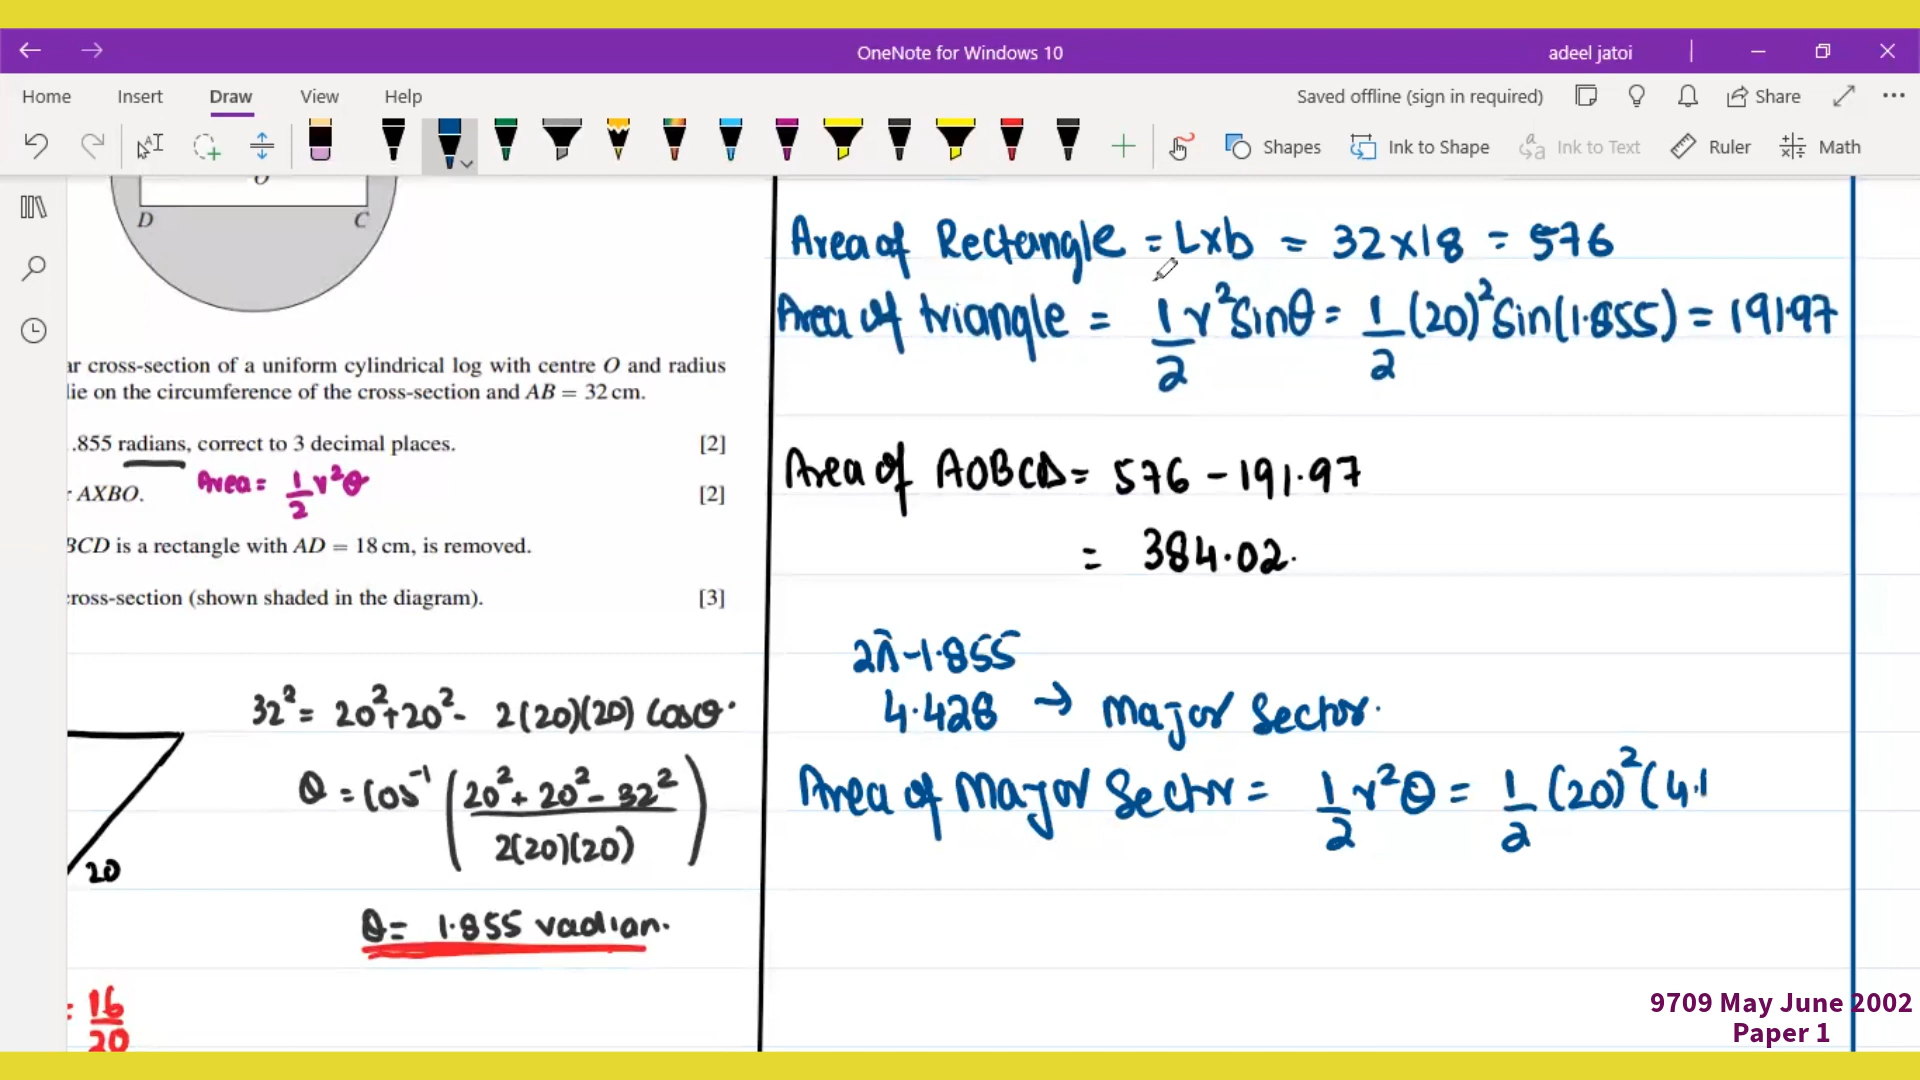 OneNote for Windows 10
adeel jatoi
Home Insert Draw View Help
Saved offline (sign in required) Share
Shapes Ink to Shape Ink to Text Ruler Math
O
D C
ar cross-section of a uniform cylindrical log with centre O and radius
lie on the circumference of the cross-section and AB = 32 cm.
.855 radians, correct to 3 decimal places. [2]
Area = 1/2 r²θ
AXBO. [2]
BCD is a rectangle with AD = 18 cm, is removed.
cross-section (shown shaded in the diagram). [3]
32² = 20² + 20² - 2(20)(20) Cosθ.
θ = Cos⁻¹ (20² + 20² - 32² / 2(20)(20))
20
θ = 1.855 radian.
= 16/20
Area of Rectangle = L×b = 32×18 = 576
Area of triangle = 1/2 r² Sinθ = 1/2 (20)² Sin(1.855) = 191.97
Area of AOBCD = 576 - 191.97
= 384.02.
2π - 1.855
4.428 → Major Sector.
Area of Major Sector = 1/2 r²θ = 1/2 (20)² (4.1
9709 May June 2002
Paper 1